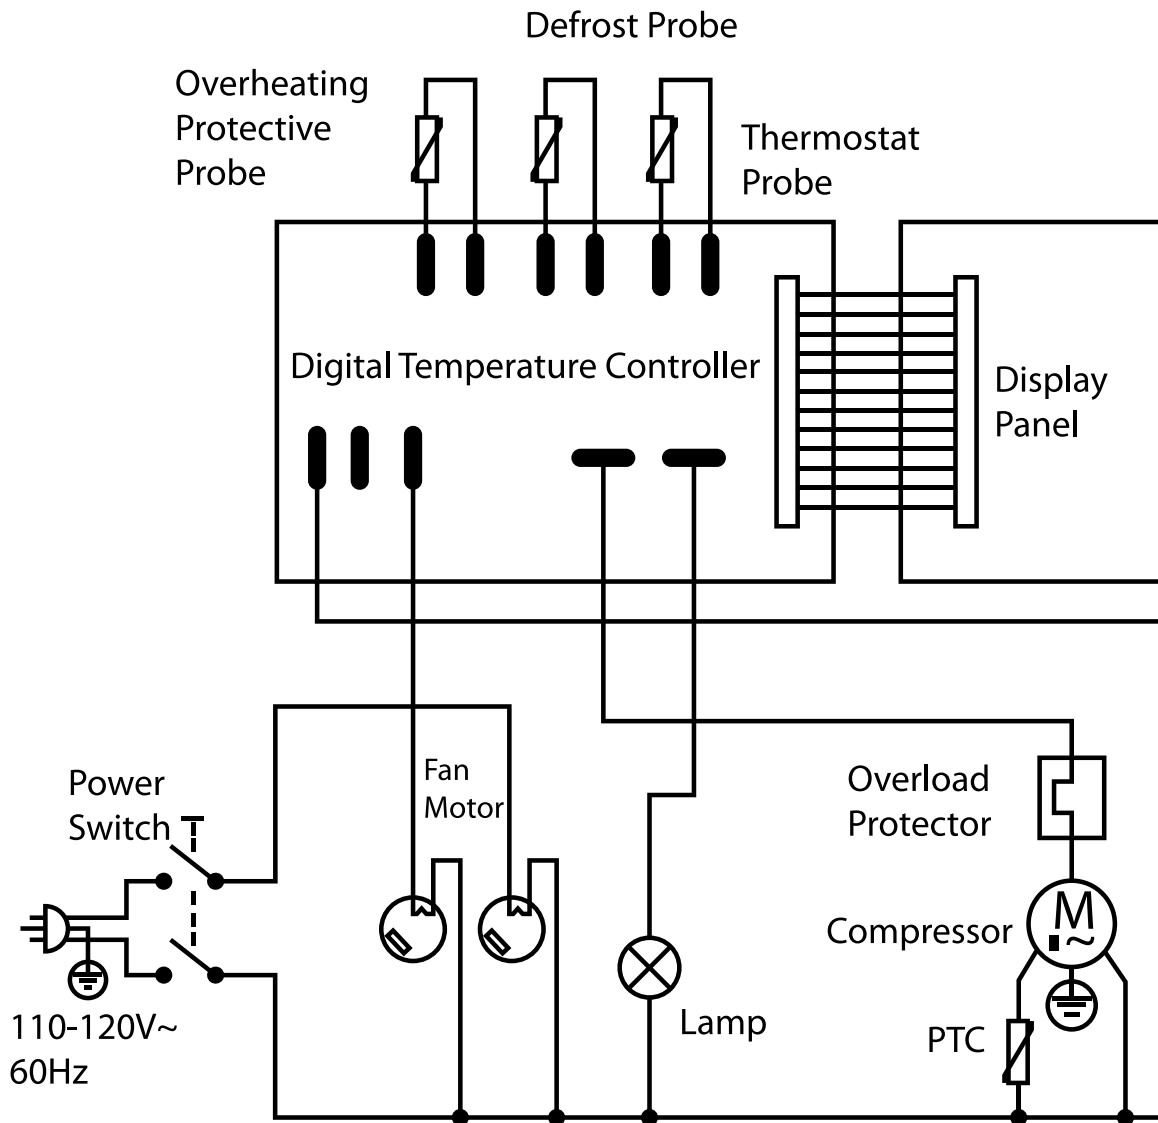 Defrost Probe
Overheating
Protective
Probe
Thermostat
Probe
Digital Temperature Controller
Display
Panel
Fan
Motor
Power
Switch
Overload
Protector
M
~
Compressor
Lamp
PTC
110-120V~
60Hz